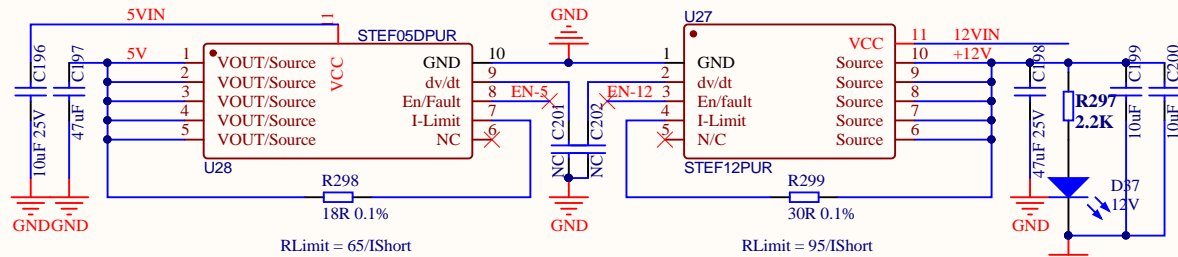 5VIN
11
STEF05DPUR
C196
10uF 25V
C197
47uF
5V
1
2
3
4
5
VOUT/Source
VOUT/Source
VOUT/Source
VOUT/Source
VOUT/Source
VCC
GND
dv/dt
En/Fault
I-Limit
NC
10
9
8
7
6
EN-5
U28
R298
18R 0.1%
RLimit = 65/IShort
GND
GND
GND
C201
NC
C202
NC
GND
EN-12
U27
1
2
3
4
5
GND
dv/dt
En/fault
I-Limit
N/C
VCC
Source
Source
Source
Source
Source
11
10
9
8
7
6
12VIN
+12V
STEF12PUR
R299
30R 0.1%
RLimit = 95/IShort
C198
47uF 25V
GND
R297
2.2K
D37
12V
C199
10uF
C200
10uF